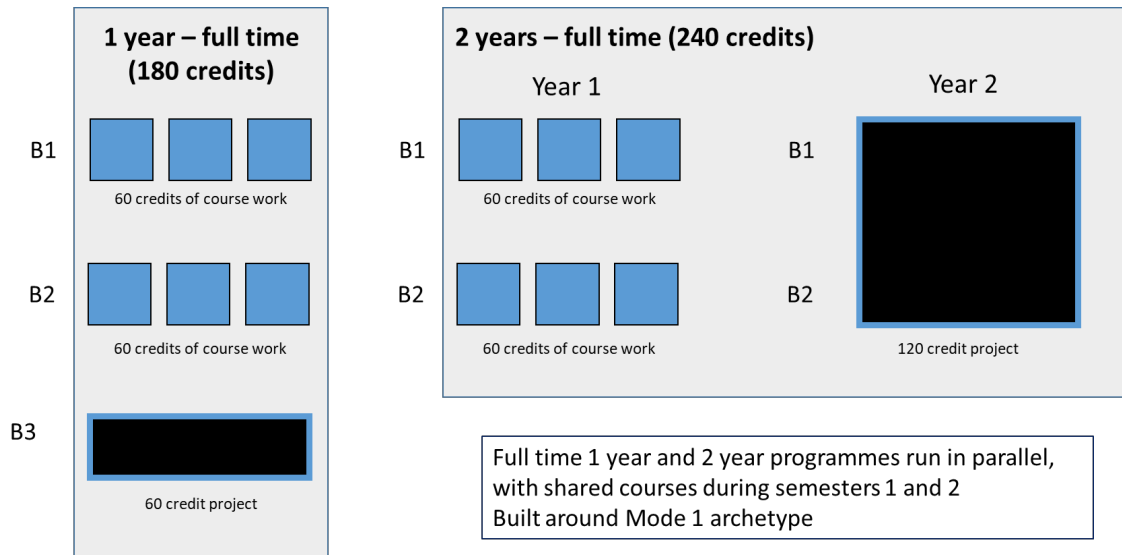 1 year – full time
(180 credits)
B1
60 credits of course work
B2
60 credits of course work
B3
60 credit project
2 years – full time (240 credits)
Year 1
Year 2
B1
60 credits of course work
B2
60 credits of course work
B1
B2
120 credit project
Full time 1 year and 2 year programmes run in parallel,
with shared courses during semesters 1 and 2
Built around Mode 1 archetype